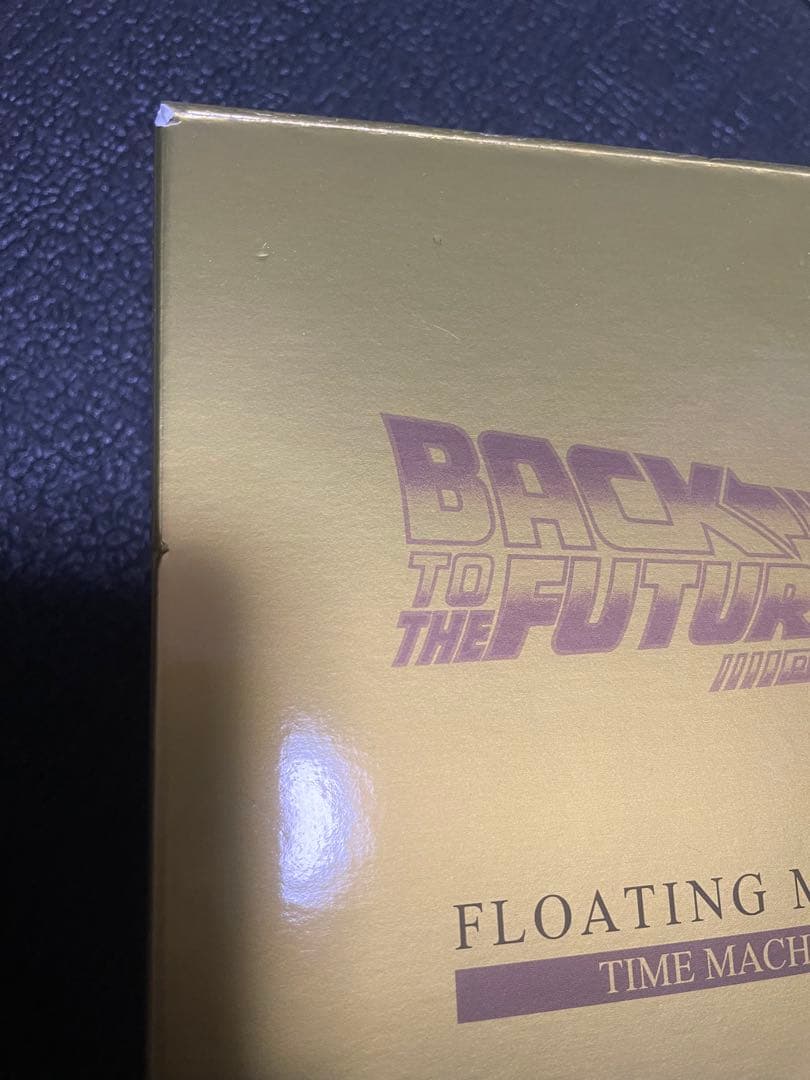 BACK
TO
THE FUTUR
FLOATING M
TIME MACH